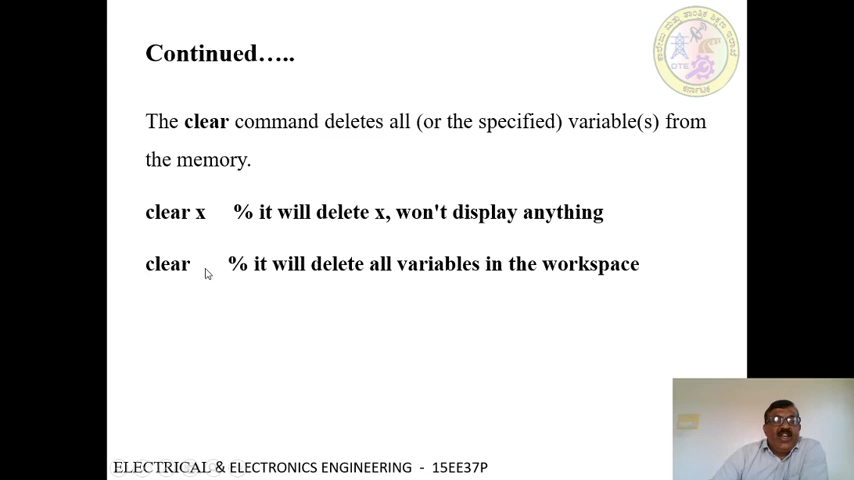 Continued…..
The clear command deletes all (or the specified) variable(s) from
the memory.
clear x % it will delete x, won't display anything
clear % it will delete all variables in the workspace
OTE
ELECTRICAL & ELECTRONICS ENGINEERING - 15EE37P